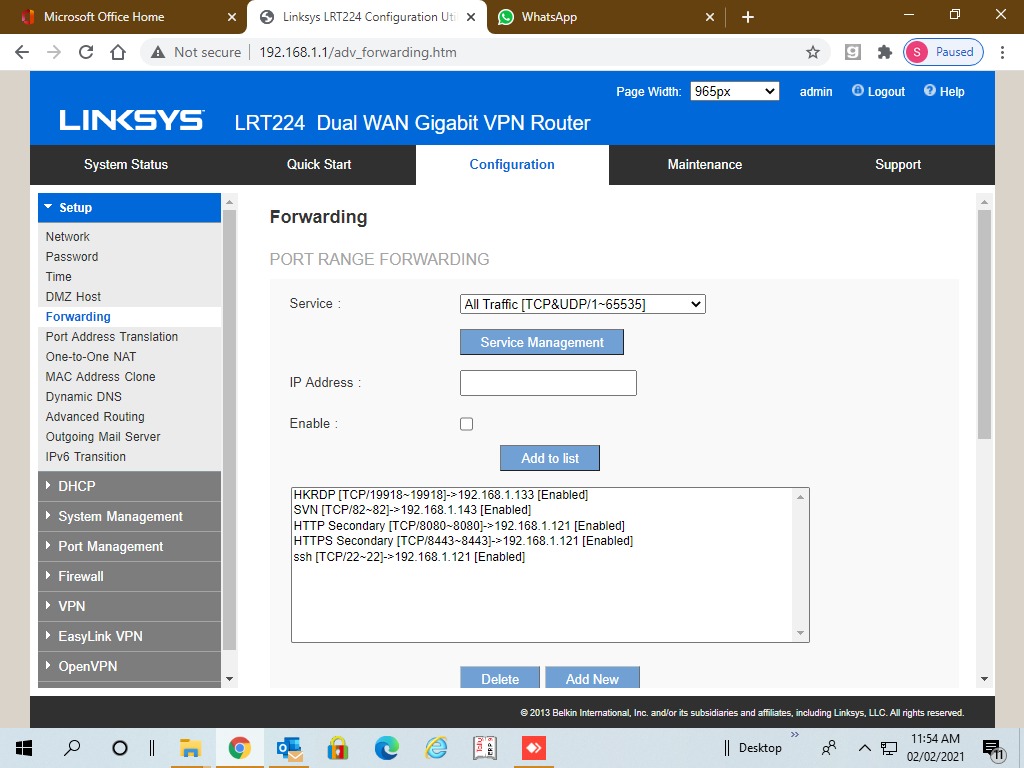 Microsoft Office Home
Linksys LRT224 Configuration Uti
WhatsApp
Not secure
192.168.1.1/adv_forwarding.htm
S
Paused
Page Width:
965px
admin
Logout
Help
LINKSYS
LRT224 Dual WAN Gigabit VPN Router
System Status
Quick Start
Configuration
Maintenance
Support
Setup
Network
Password
Time
DMZ Host
Forwarding
Port Address Translation
One-to-One NAT
MAC Address Clone
Dynamic DNS
Advanced Routing
Outgoing Mail Server
IPv6 Transition
DHCP
System Management
Port Management
Firewall
VPN
EasyLink VPN
OpenVPN
Forwarding
PORT RANGE FORWARDING
Service :
All Traffic [TCP&UDP/1~65535]
Service Management
IP Address :
Enable :
Add to list
HKRDP [TCP/19918~19918]->192.168.1.133 [Enabled]
SVN [TCP/82~82]->192.168.1.143 [Enabled]
HTTP Secondary [TCP/8080~8080]->192.168.1.121 [Enabled]
HTTPS Secondary [TCP/8443~8443]->192.168.1.121 [Enabled]
ssh [TCP/22~22]->192.168.1.121 [Enabled]
Delete
Add New
© 2013 Belkin International, Inc. and/or its subsidiaries and affiliates, including Linksys, LLC. All rights reserved.
Desktop
11:54 AM
02/02/2021
11